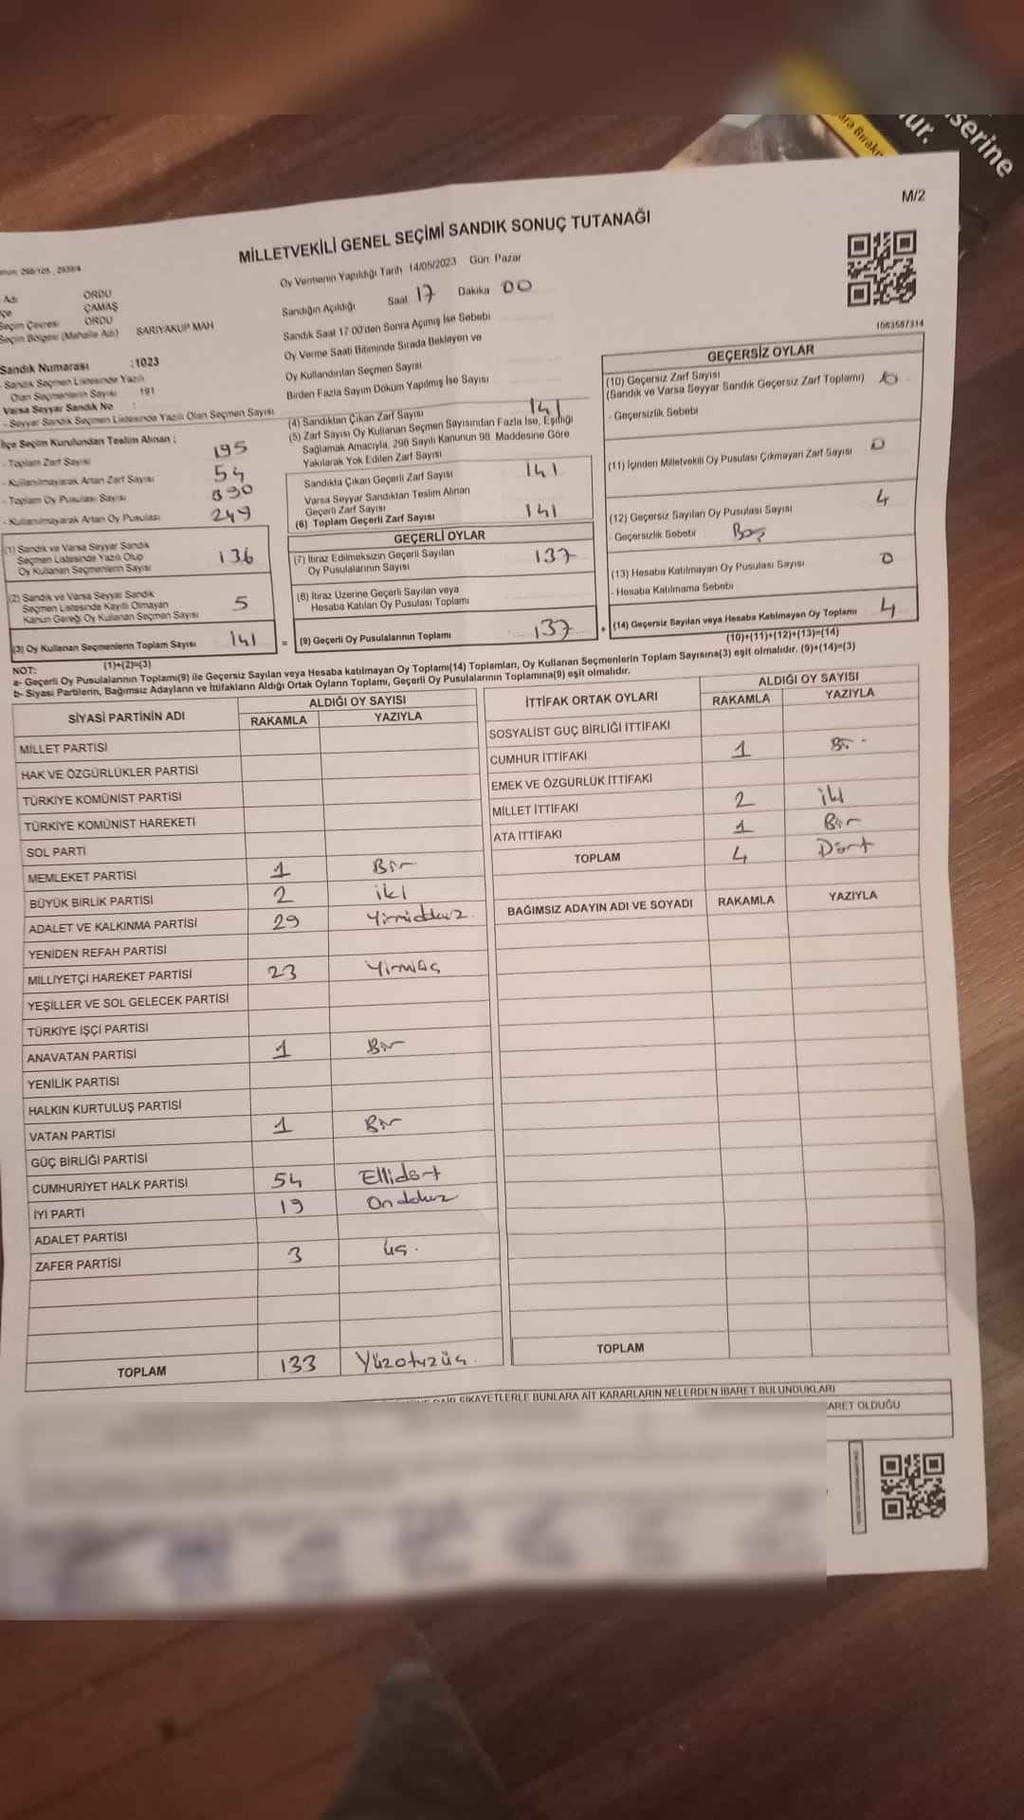 ara Bırakr
ur.
serine
M/2
MİLLETVEKİLİ GENEL SEÇİMİ SANDIK SONUÇ TUTANAĞI
Adı ORDU
çe ÇAMAŞ
Seçim Çevresi ORDU
Seçim Bölgesi (Mahalle Adı) SARIYAKUP MAH
Oy Vermenin Yapıldığı Tarih 14/05/2023 Gün Pazar
Sandığın Açıldığı Saat 17 Dakika 00
Sandık Saat 17 00'den Sonra Açımış İse Sebebi
Oy Verme Saati Bitiminde Sırada Bekleyen ve
Oy Kullandırılan Seçmen Sayısı
Birden Fazla Sayım Döküm Yapılmış İse Sayısı
1063587314
Sandık Numarası :1023
- Sandık Seçmen Listesinde Yazılı
Olan Seçmenlerin Sayısı 191
Varsa Seyyar Sandık No :
- Seyyar Sandık Seçmen Listesinde Yazılı Olan Seçmen Sayısı
İlçe Seçim Kurulundan Teslim Alınan :
- Toplam Zarf Sayısı 195
- Kullanılmayarak Artan Zarf Sayısı 54
- Toplam Oy Pusulası Sayısı 390
- Kullanılmayarak Artan Oy Pusulası 249
(1) Sandık ve Varsa Seyyar Sandık
Seçmen Listesinde Yazılı Olup
Oy Kullanan Seçmenlerin Sayısı 136
(2) Sandık ve Varsa Seyyar Sandık
Seçmen Listesinde Kayıtlı Olmayan
Kanun Gereği Oy Kullanan Seçmen Sayısı 5
(3) Oy Kullanan Seçmenlerin Toplam Sayısı 141
(1)+(2)=(3)
(4) Sandıktan Çıkan Zarf Sayısı 141
(5) Zarf Sayısı Oy Kullanan Seçmen Sayısından Fazla İse, Eşitliği
Sağlamak Amacıyla, 298 Sayılı Kanunun 98. Maddesine Göre
Yakılarak Yok Edilen Zarf Sayısı
Sandıkta Çıkan Geçerli Zarf Sayısı 141
Varsa Seyyar Sandıktan Teslim Alınan
Geçerli Zarf Sayısı
(6) Toplam Geçerli Zarf Sayısı 141
GEÇERLİ OYLAR
(7) İtiraz Edilmeksizin Geçerli Sayılan
Oy Pusulalarının Sayısı 137
(8) İtiraz Üzerine Geçerli Sayılan veya
Hesaba Katılan Oy Pusulası Toplamı
= (9) Geçerli Oy Pusulalarının Toplamı 137
GEÇERSİZ OYLAR
(10) Geçersiz Zarf Sayısı
(Sandık ve Varsa Seyyar Sandık Geçersiz Zarf Toplamı) 0
- Geçersizlik Sebebi
(11) İçinden Milletvekili Oy Pusulası Çıkmayan Zarf Sayısı 0
(12) Geçersiz Sayılan Oy Pusulası Sayısı 4
- Geçersizlik Sebebi Boş
(13) Hesaba Katılmayan Oy Pusulası Sayısı 0
- Hesaba Katılmama Sebebi
+ (14) Geçersiz Sayılan veya Hesaba Katılmayan Oy Toplamı 4
(10)+(11)+(12)+(13)=(14)
NOT:
a- Geçerli Oy Pusulalarının Toplamı(9) ile Geçersiz Sayılan veya Hesaba katılmayan Oy Toplamı(14) Toplamları, Oy Kullanan Seçmenlerin Toplam Sayısına(3) eşit olmalıdır. (9)+(14)=(3)
b- Siyasi Partilerin, Bağımsız Adayların ve İttifakların Aldığı Ortak Oyların Toplamı, Geçerli Oy Pusulalarının Toplamına(9) eşit olmalıdır.
SİYASİ PARTİNİN ADI ALDIĞI OY SAYISI
RAKAMLA YAZIYLA
MİLLET PARTİSİ
HAK VE ÖZGÜRLÜKLER PARTİSİ
TÜRKİYE KOMÜNİST PARTİSİ
TÜRKİYE KOMÜNİST HAREKETİ
SOL PARTİ
MEMLEKET PARTİSİ 1 Bir
BÜYÜK BİRLİK PARTİSİ 2 iki
ADALET VE KALKINMA PARTİSİ 29 Yirmidokuz
YENİDEN REFAH PARTİSİ
MİLLİYETÇİ HAREKET PARTİSİ 23 Yirmiüç
YEŞİLLER VE SOL GELECEK PARTİSİ
TÜRKİYE İŞÇİ PARTİSİ
ANAVATAN PARTİSİ 1 Bir
YENİLİK PARTİSİ
HALKIN KURTULUŞ PARTİSİ
VATAN PARTİSİ 1 Bir
GÜÇ BİRLİĞİ PARTİSİ
CUMHURİYET HALK PARTİSİ 54 Ellidört
İYİ PARTİ 19 Ondokuz
ADALET PARTİSİ
ZAFER PARTİSİ 3 üç.
TOPLAM 133 Yüzotuzüç.
İTTİFAK ORTAK OYLARI ALDIĞI OY SAYISI
RAKAMLA YAZIYLA
SOSYALİST GÜÇ BİRLİĞİ İTTİFAKI
CUMHUR İTTİFAKI 1 Bir
EMEK VE ÖZGÜRLÜK İTTİFAKI
MİLLET İTTİFAKI 2 iki
ATA İTTİFAKI 1 Bir
TOPLAM 4 Dört
BAĞIMSIZ ADAYIN ADI VE SOYADI RAKAMLA YAZIYLA
TOPLAM
ŞİKAYETLERLE BUNLARA AİT KARARLARIN NELERDEN İBARET BULUNDUKLARI
ARET OLDUĞU